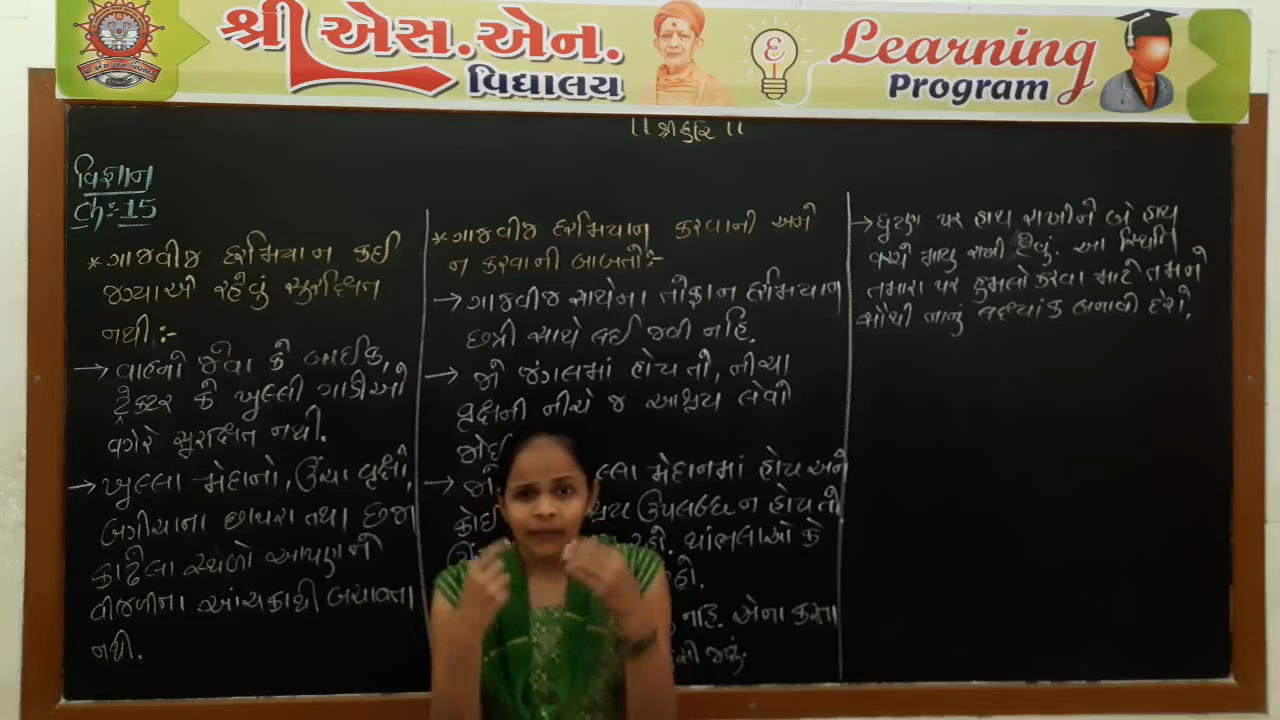 શ્રી એસ.એન.
વિદ્યાલય
Learning
Program
॥ શ્રીહરિ ॥
વિજ્ઞાન
Ch:-15
* ગાજવીજ દરમિયાન કઈ
જગ્યાઓ રહેવું સુરક્ષિત
નથી:-
→ વાહનો જેવા કે બાઈક,
ટ્રેકટર કે ખુલ્લી ગાડીઓ
વગેરે સુરક્ષિત નથી.
→ ખુલ્લા મેદાનો, ઊંચા વૃક્ષો,
બગીચાના છાપરા તથા છજા
કાઢેલા સ્થળો આપણને
વીજળીના આંચકાથી બચાવતા
નથી.
* ગાજવીજ દરમિયાન કરવાની અને
ન કરવાની બાબતો:-
→ ગાજવીજ સાથેના તોફાન દરમિયાન
છત્રી સાથે લઈ જવી નહિ.
→ જો જંગલમાં હોય તો, નીચા
વૃક્ષની નીચે જ આશ્રય લેવો
→ મેદાનમાં હોય અને
કોઈ ઉપલબ્ધ ન હોય તો
થાંભલાઓ કે
નહિ. એના કરતા
જવું.
→ ઘૂટણ પર હાથ રાખીને બે હાથ
વચ્ચે માથુ રાખી દેવું. આ સ્થિતિ
તમારા પર હુમલો કરવા માટે તમને
સૌથી નાનું લક્ષ્યાંક બનાવી દેશે.